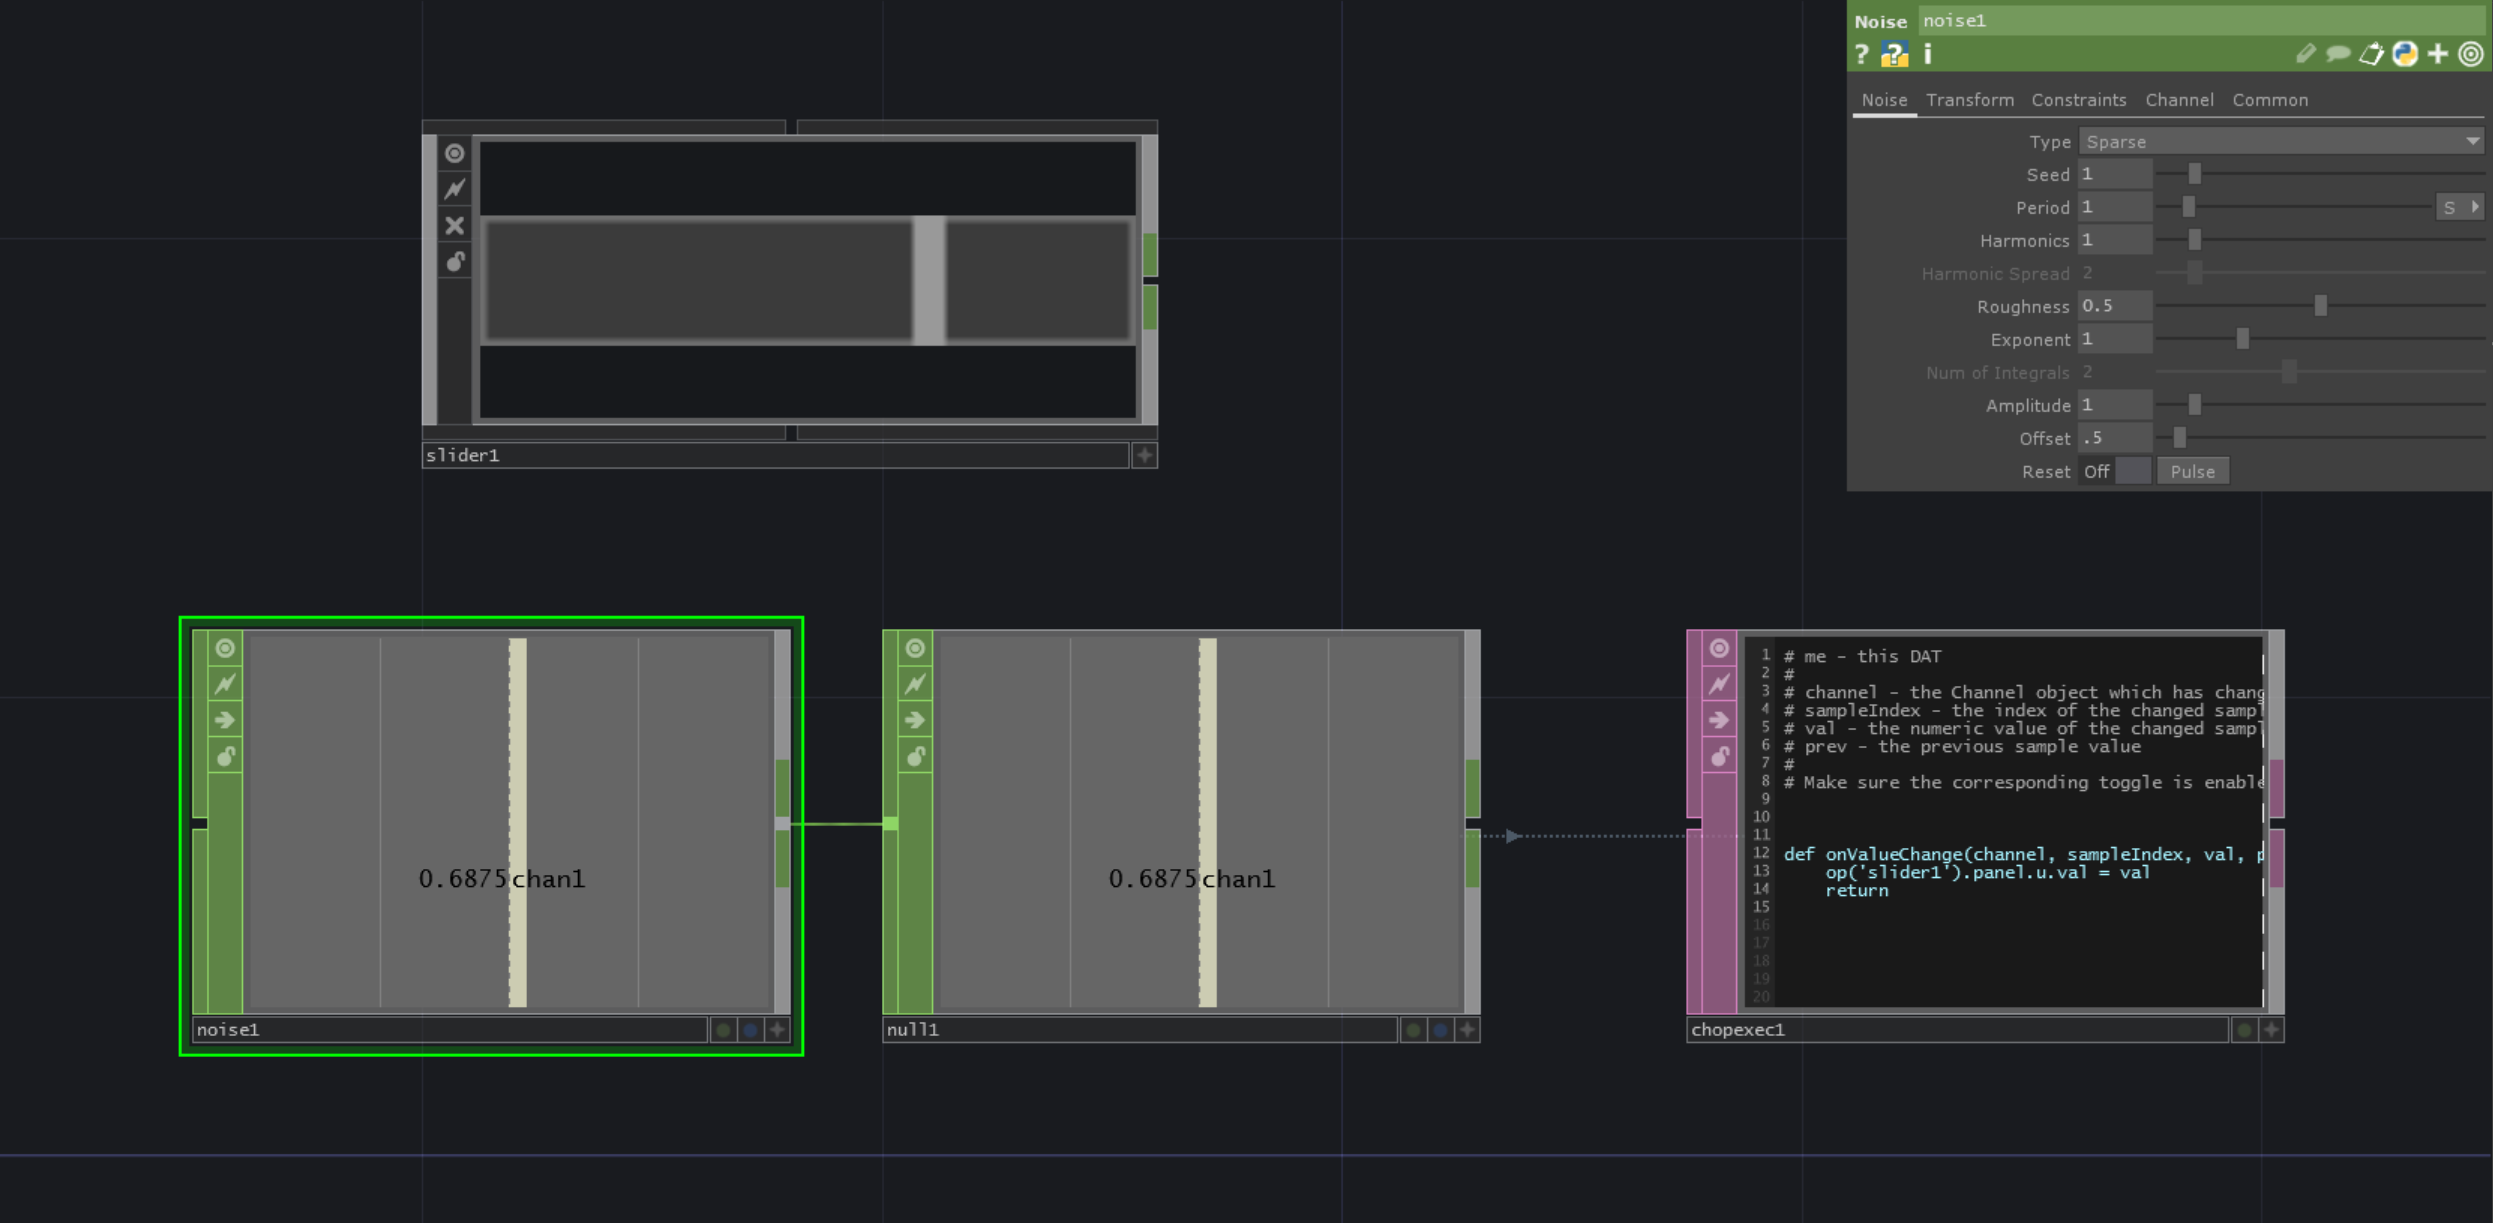 Noise noise1
? ? i
Noise Transform Constraints Channel Common
Type Sparse
Seed 1
Period 1 S
Harmonics 1
Harmonic Spread 2
Roughness 0.5
Exponent 1
Num of Integrals 2
Amplitude 1
Offset .5
Reset Off Pulse
slider1
0.6875 chan1
noise1
0.6875 chan1
null1
1 # me - this DAT
2 #
3 # channel - the Channel object which has chang
4 # sampleIndex - the index of the changed sampl
5 # val - the numeric value of the changed sampl
6 # prev - the previous sample value
7 #
8 # Make sure the corresponding toggle is enable
9
10
11
12 def onValueChange(channel, sampleIndex, val, p
13 op('slider1').panel.u.val = val
14 return
15
16
17
18
19
20
chopexec1